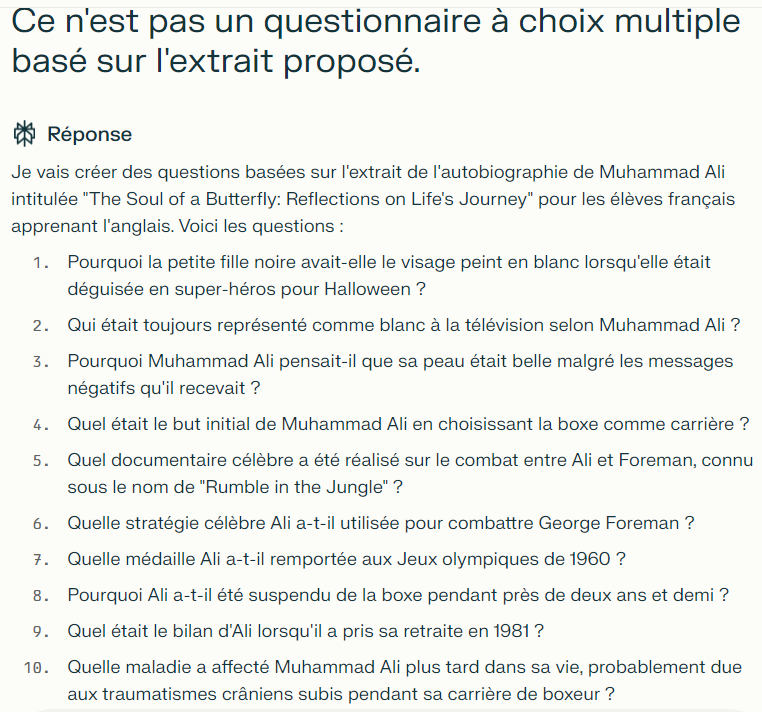 Ce n'est pas un questionnaire à choix multiple
basé sur l'extrait proposé.
Réponse
Je vais créer des questions basées sur l'extrait de l'autobiographie de Muhammad Ali
intitulée "The Soul of a Butterfly: Reflections on Life's Journey" pour les élèves français
apprenant l'anglais. Voici les questions :
1. Pourquoi la petite fille noire avait-elle le visage peint en blanc lorsqu'elle était
déguisée en super-héros pour Halloween ?
2. Qui était toujours représenté comme blanc à la télévision selon Muhammad Ali ?
3. Pourquoi Muhammad Ali pensait-il que sa peau était belle malgré les messages
négatifs qu'il recevait ?
4. Quel était le but initial de Muhammad Ali en choisissant la boxe comme carrière ?
5. Quel documentaire célèbre a été réalisé sur le combat entre Ali et Foreman, connu
sous le nom de "Rumble in the Jungle" ?
6. Quelle stratégie célèbre Ali a-t-il utilisée pour combattre George Foreman ?
7. Quelle médaille Ali a-t-il remportée aux Jeux olympiques de 1960 ?
8. Pourquoi Ali a-t-il été suspendu de la boxe pendant près de deux ans et demi ?
9. Quel était le bilan d'Ali lorsqu'il a pris sa retraite en 1981 ?
10. Quelle maladie a affecté Muhammad Ali plus tard dans sa vie, probablement due
aux traumatismes crâniens subis pendant sa carrière de boxeur ?